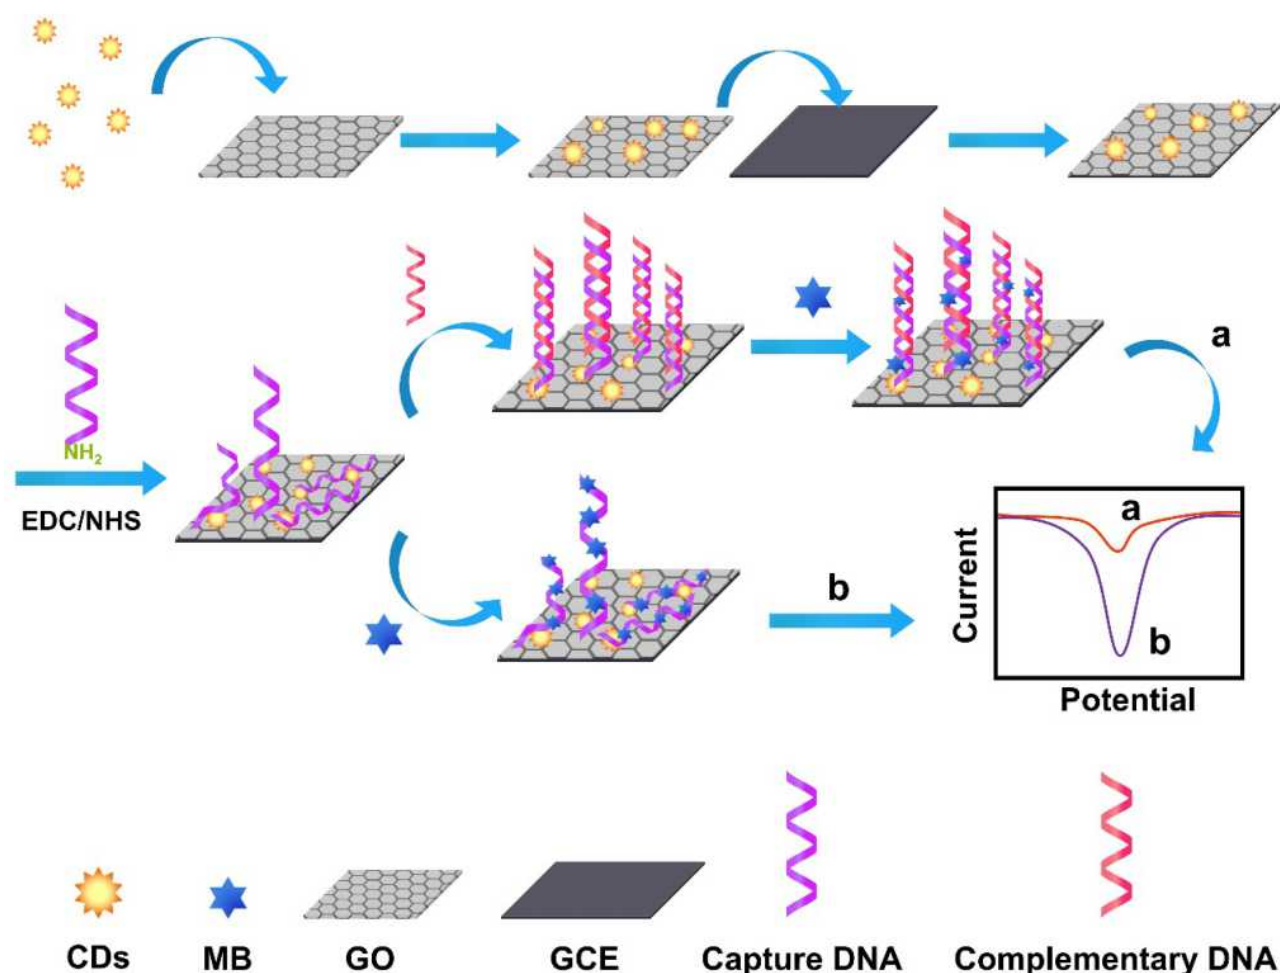 a
NH2
EDC/NHS
b
a
b
Current
Potential
CDs
MB
GO
GCE
Capture DNA
Complementary DNA